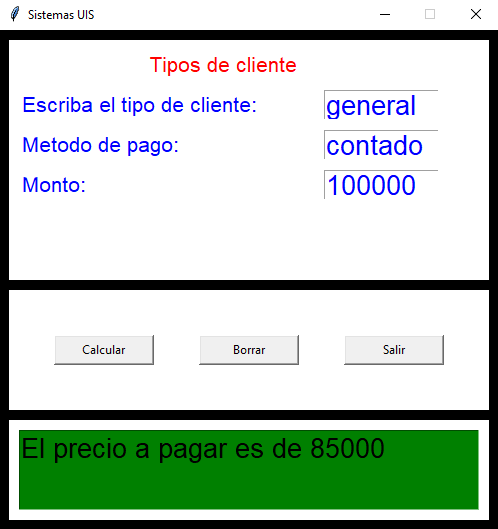 Sistemas UIS
Tipos de cliente
Escriba el tipo de cliente: general
Metodo de pago: contado
Monto: 100000
Calcular Borrar Salir
El precio a pagar es de 85000